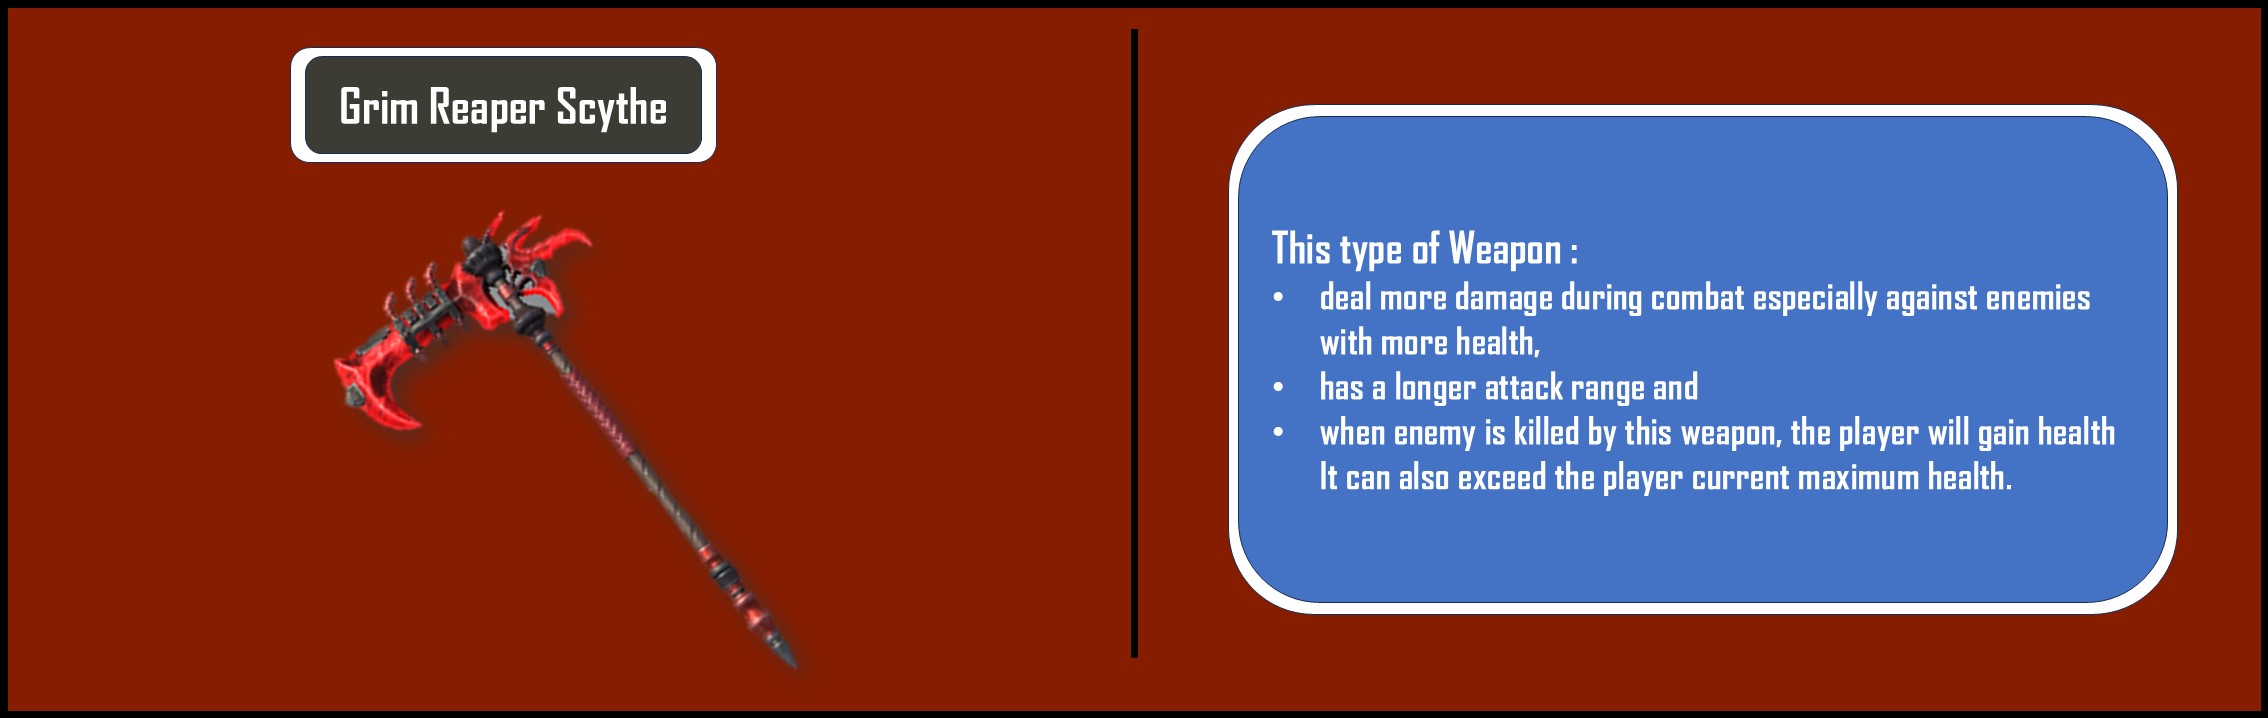 Grim Reaper Scythe
This type of Weapon :
• deal more damage during combat especially against enemies
with more health,
• has a longer attack range and
• when enemy is killed by this weapon, the player will gain health
It can also exceed the player current maximum health.